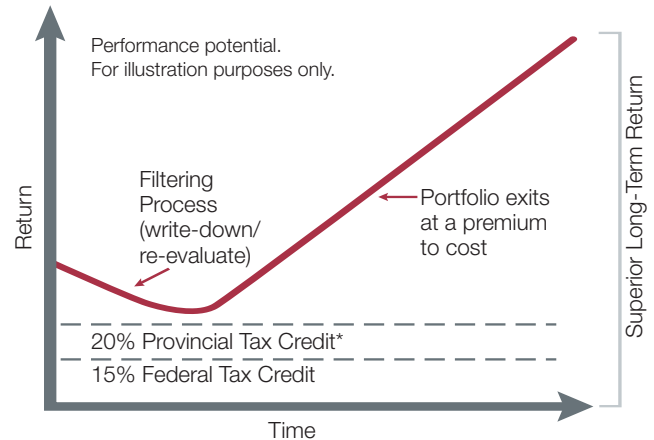 Performance potential.
For illustration purposes only.
Return
Filtering
Process
(write-down/
re-evaluate)
Portfolio exits
at a premium
to cost
Superior Long-Term Return
20% Provincial Tax Credit*
15% Federal Tax Credit
Time